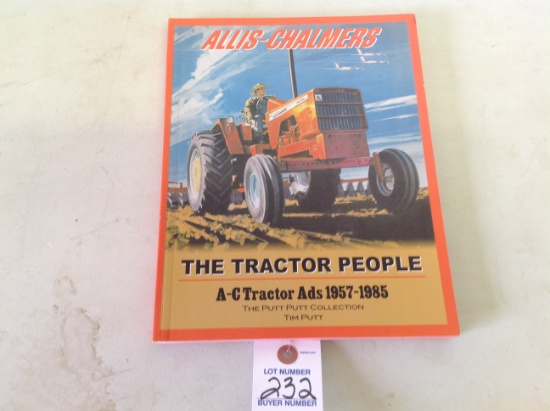 ALLIS-CHALMERS
THE TRACTOR PEOPLE
A-C Tractor Ads 1957-1985
The Putt Putt Collection
Tim Putt
LOT NUMBER
232
BUYER NUMBER